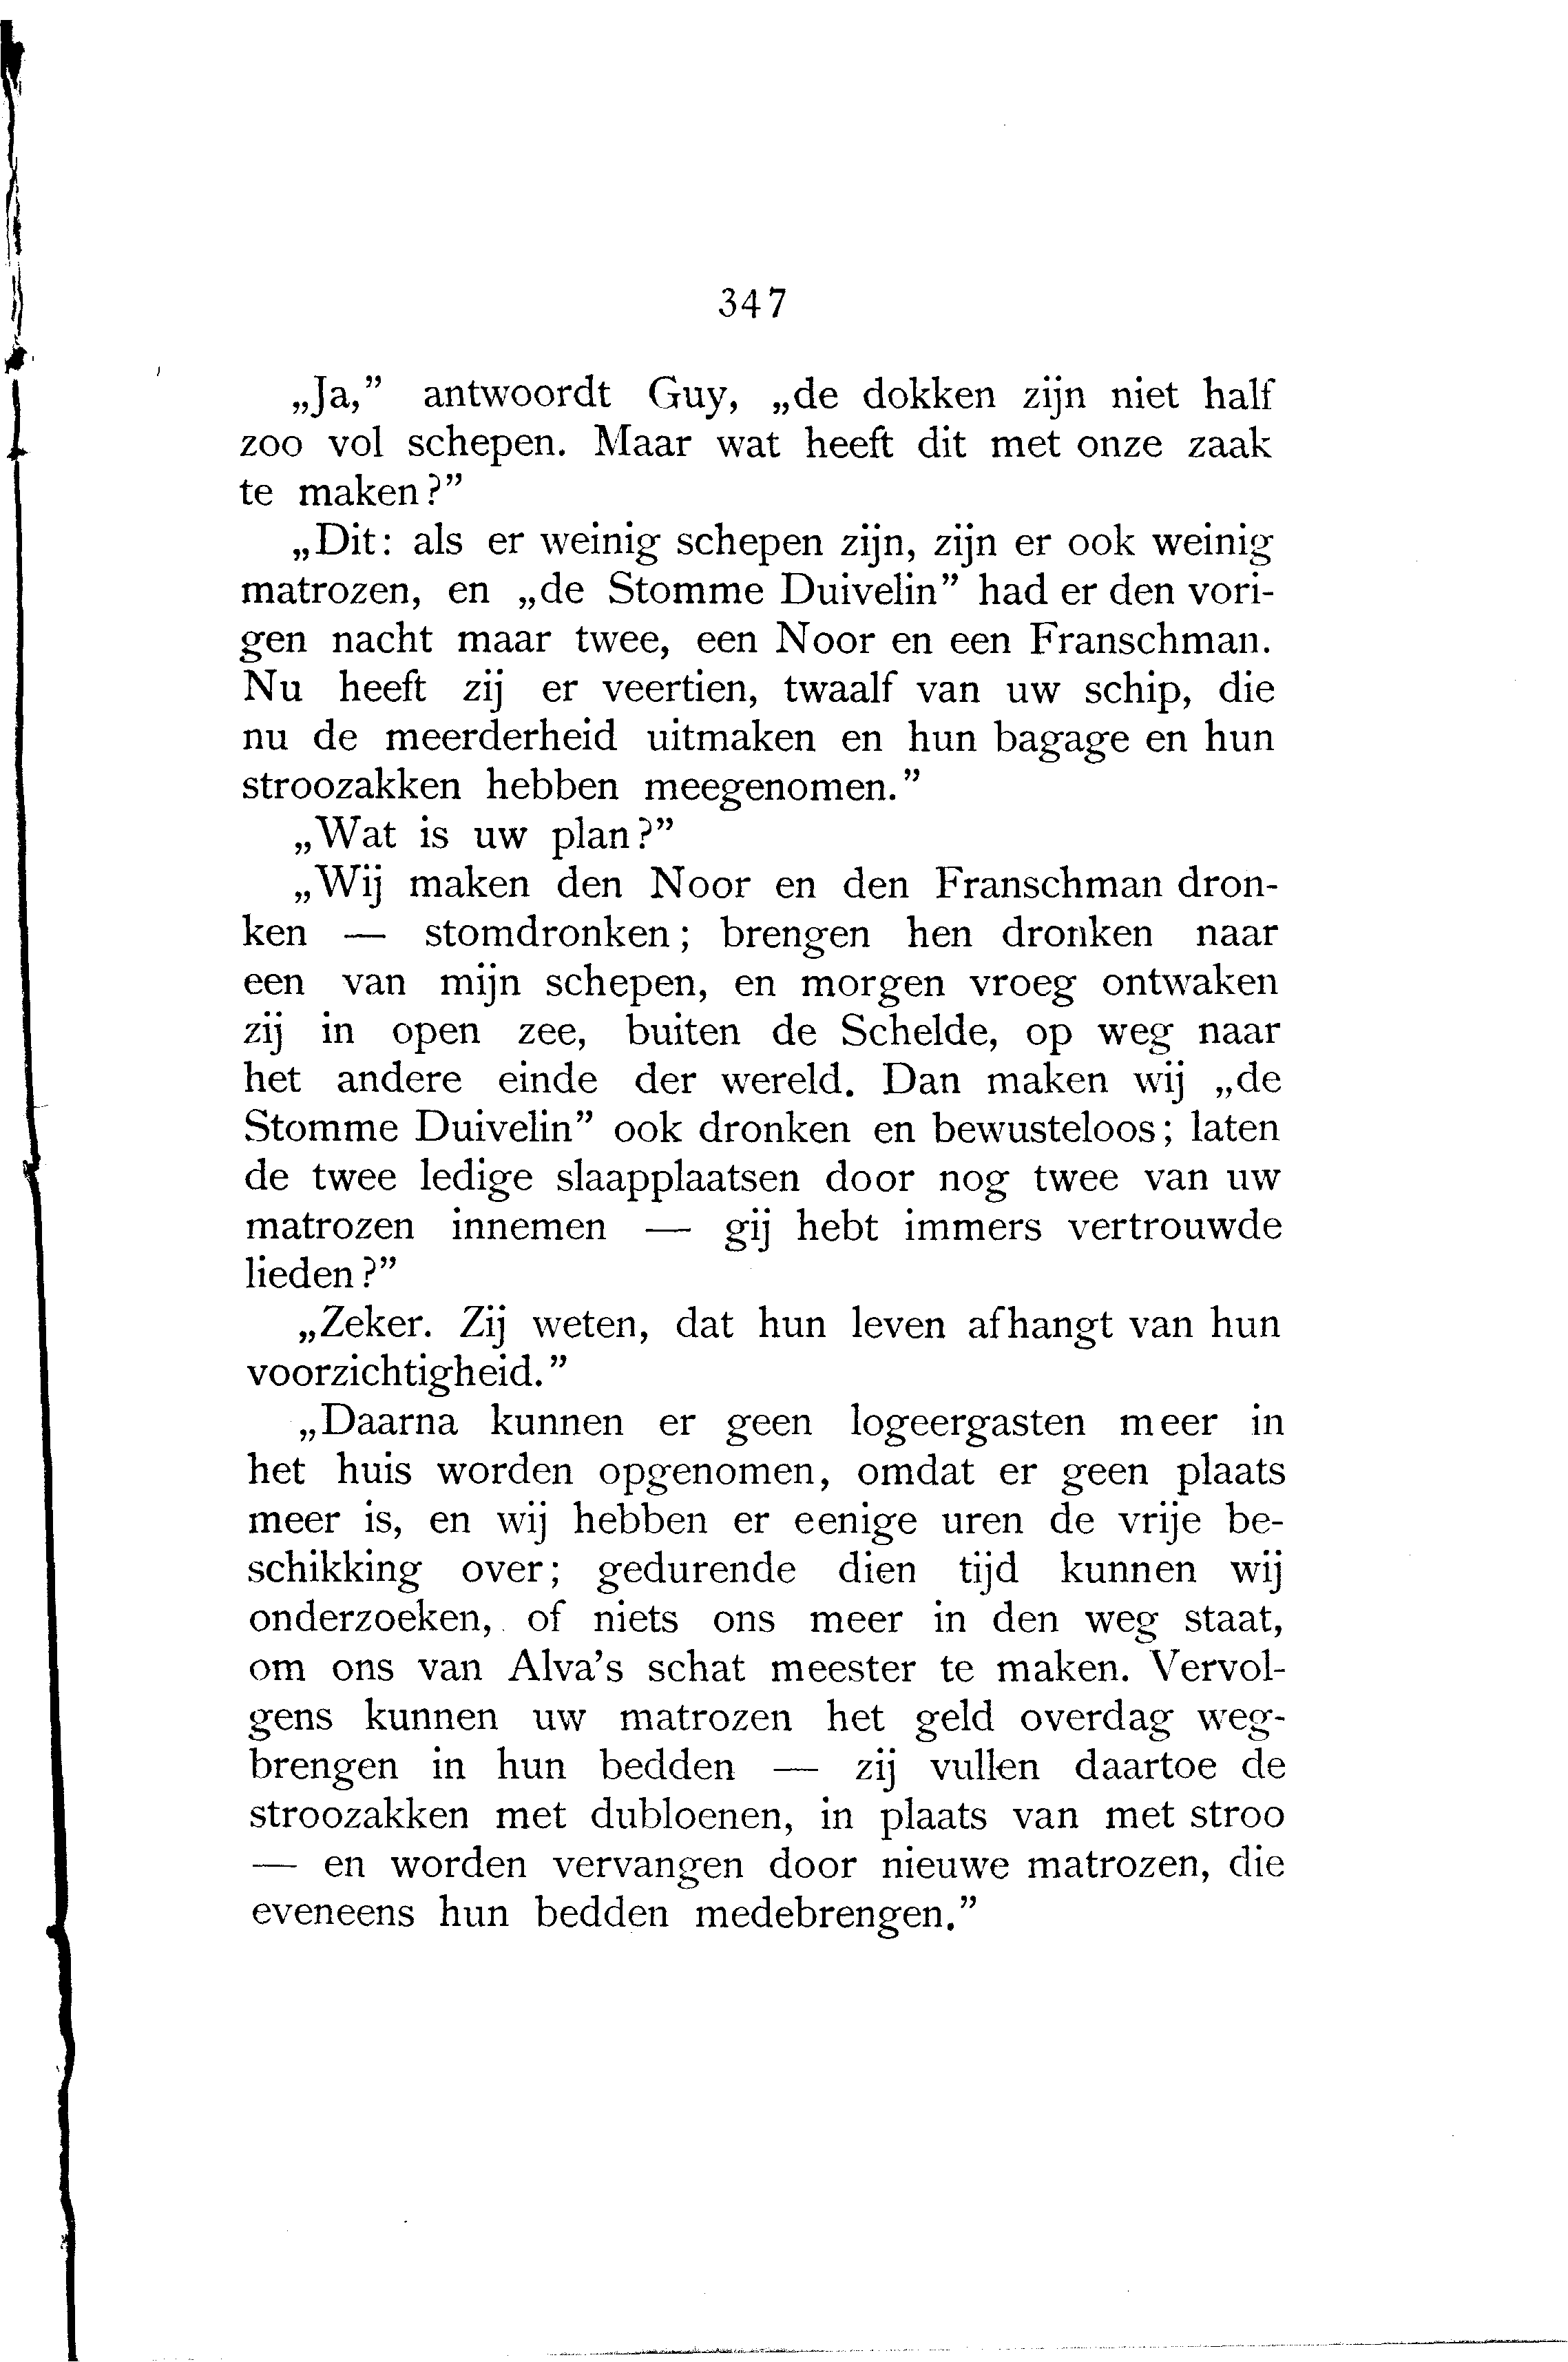 347
„Ja,” antwoordt Guy, „de dokken zijn niet half
zoo vol schepen. Maar wat heeft dit met onze zaak
te maken?”
„Dit: als er weinig schepen zijn, zijn er ook weinig
matrozen, en „de Stomme Duivelin” had er den vori-
gen nacht maar twee, een Noor en een Franschman.
Nu heeft zij er veertien, twaalf van uw schip, die
nu de meerderheid uitmaken en hun bagage en hun
stroozakken hebben meegenomen.”
„Wat is uw plan?”
„Wij maken den Noor en den Franschman dron-
ken — stomdronken; brengen hen dronken naar
een van mijn schepen, en morgen vroeg ontwaken
zij in open zee, buiten de Schelde, op weg naar
het andere einde der wereld. Dan maken wij „de
Stomme Duivelin” ook dronken en bewusteloos; laten
de twee ledige slaapplaatsen door nog twee van uw
matrozen innemen — gij hebt immers vertrouwde
lieden?”
„Zeker. Zij weten, dat hun leven afhangt van hun
voorzichtigheid.”
„Daarna kunnen er geen logeergasten meer in
het huis worden opgenomen, omdat er geen plaats
meer is, en wij hebben er eenige uren de vrije be-
schikking over; gedurende dien tijd kunnen wij
onderzoeken, of niets ons meer in den weg staat,
om ons van Alva’s schat meester te maken. Vervol-
gens kunnen uw matrozen het geld overdag weg-
brengen in hun bedden — zij vullen daartoe de
stroozakken met dubloenen, in plaats van met stroo
— en worden vervangen door nieuwe matrozen, die
eveneens hun bedden medebrengen.”